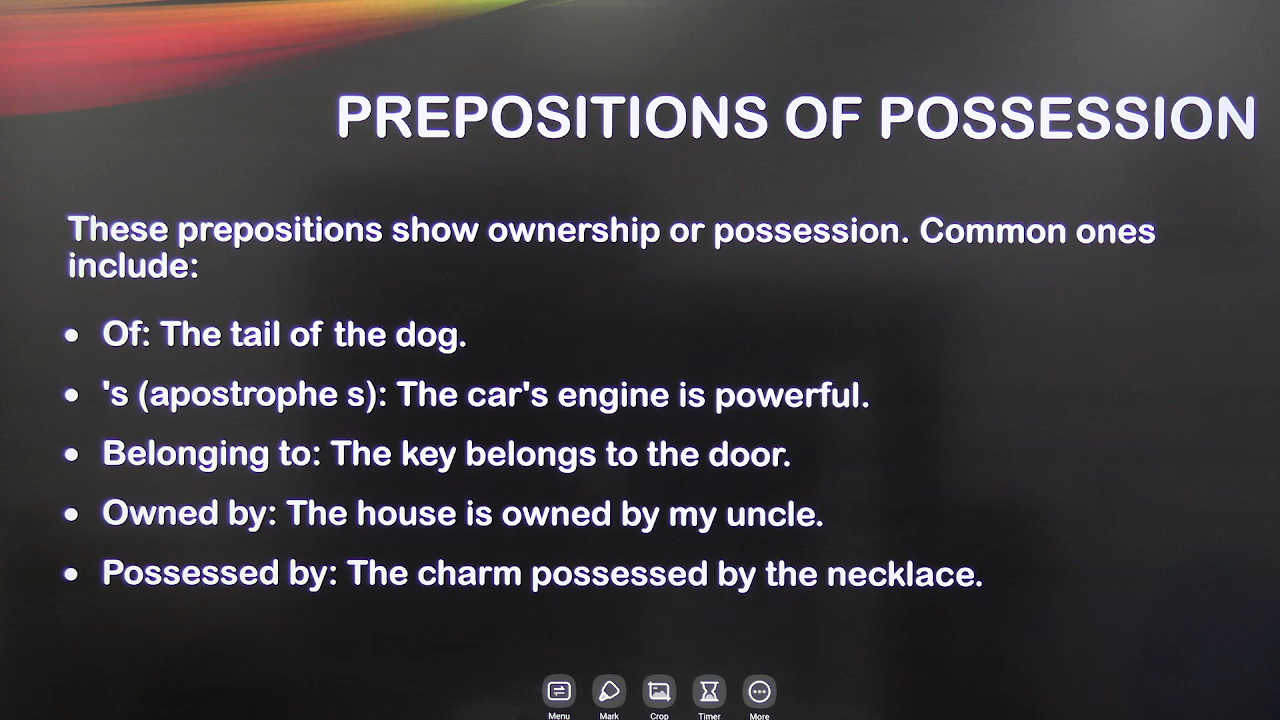 PREPOSITIONS OF POSSESSION
These prepositions show ownership or possession. Common ones
include:
• Of: The tail of the dog.
• 's (apostrophe s): The car's engine is powerful.
• Belonging to: The key belongs to the door.
• Owned by: The house is owned by my uncle.
• Possessed by: The charm possessed by the necklace.
Menu Mark Crop Timer More